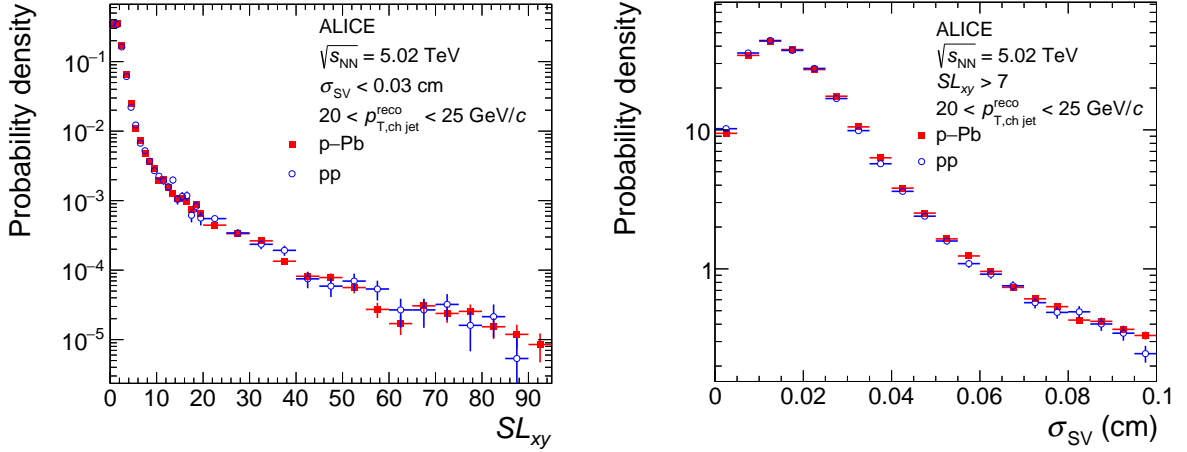 Probability density
10⁻¹
10⁻²
10⁻³
10⁻⁴
10⁻⁵
ALICE
√s_NN = 5.02 TeV
σ_SV < 0.03 cm
20 < p_T,ch jet^reco < 25 GeV/c
p–Pb
pp
0 10 20 30 40 50 60 70 80 90
SL_xy
Probability density
10
1
ALICE
√s_NN = 5.02 TeV
SL_xy > 7
20 < p_T,ch jet^reco < 25 GeV/c
p–Pb
pp
0 0.02 0.04 0.06 0.08 0.1
σ_SV (cm)